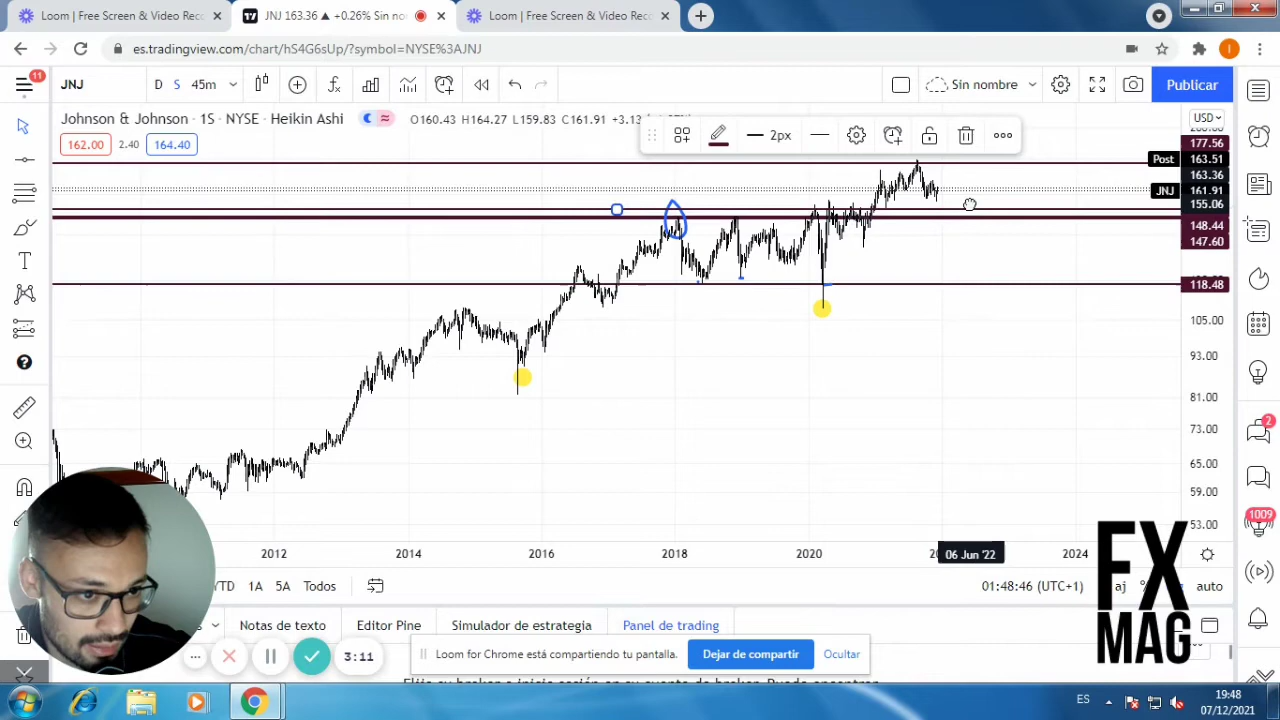 Loom | Free Screen & Video Rec
JNJ 163.36 ▲ +0.26% Sin no
Loom | Free Screen & Video Rec
es.tradingview.com/chart/hS4G6sUp/?symbol=NYSE%3AJNJ
I
11
JNJ
D S 45m
Sin nombre
Publicar
Johnson & Johnson · 1S · NYSE · Heikin Ashi
O160.43 H164.27 L159.83 C161.91
162.00 2.40 164.40
2px
USD
177.56
Post 163.51
163.36
JNJ 161.91
155.06
148.44
147.60
118.48
105.00
93.00
81.00
73.00
65.00
59.00
53.00
2012 2014 2016 2018 2020 06 Jun '22 2024
YTD 1A 5A Todos
01:48:46 (UTC+1) aj % auto
Notas de texto Editor Pine Simulador de estrategia Panel de trading
3:11
Loom for Chrome está compartiendo tu pantalla. Dejar de compartir Ocultar
2
1009
FX
MAG
ES
19:48
07/12/2021